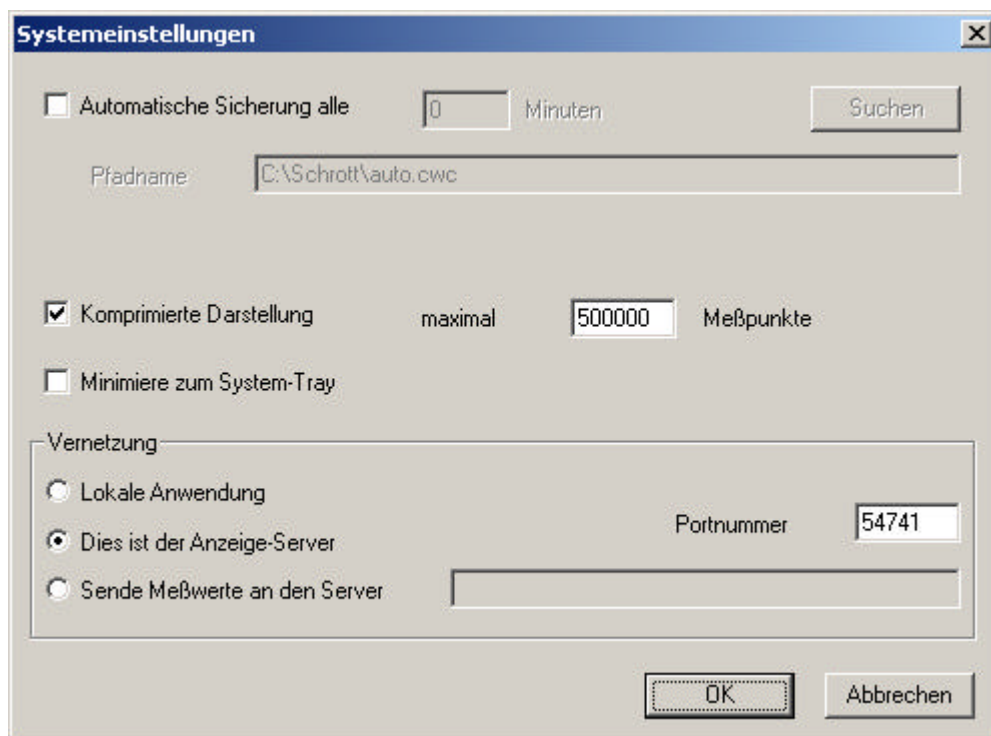 Systemeinstellungen
Automatische Sicherung alle 0 Minuten Suchen
Pfadname C:\Schrott\auto.cwc
Komprimierte Darstellung maximal 500000 Meßpunkte
Minimiere zum System-Tray
Vernetzung
Lokale Anwendung
Portnummer 54741
Dies ist der Anzeige-Server
Sende Meßwerte an den Server
OK Abbrechen